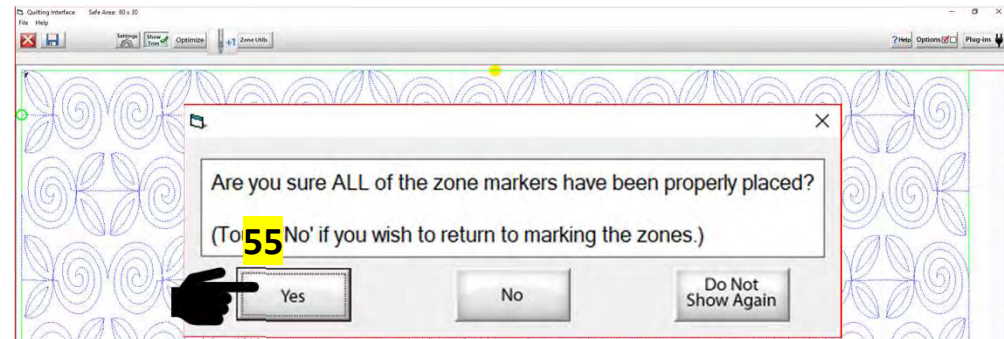 Quilting Interface Safe Area: 80 x 30
File Help
Settings Show Trim Optimize +1 Zone Utils ?Help Options Plug-ins
Are you sure ALL of the zone markers have been properly placed?
55 No' if you wish to return to marking the zones.)
Yes No Do Not Show Again